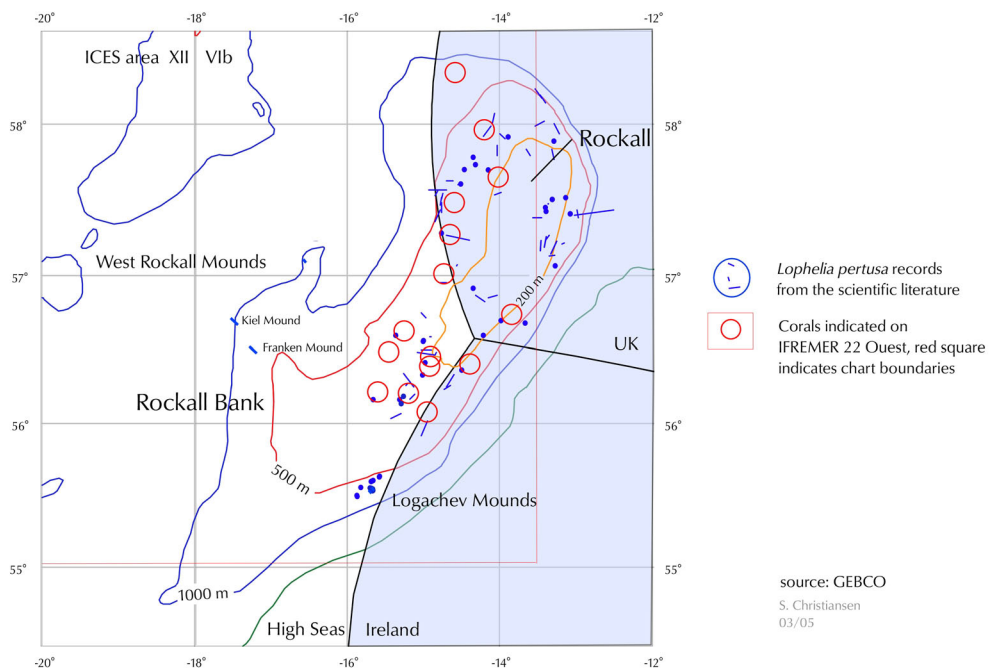 -20°
-18°
-16°
-14°
-12°
ICES area XII VIb
58°
58°
Rockall
57°
57°
West Rockall Mounds
Kiel Mound
Franken Mound
200 m
UK
Rockall Bank
56°
56°
500 m
Logachev Mounds
55°
55°
1000 m
High Seas
Ireland
-20°
-18°
-16°
-14°
-12°
Lophelia pertusa records
from the scientific literature
Corals indicated on
IFREMER 22 Ouest, red square
indicates chart boundaries
source: GEBCO
S. Christiansen
03/05